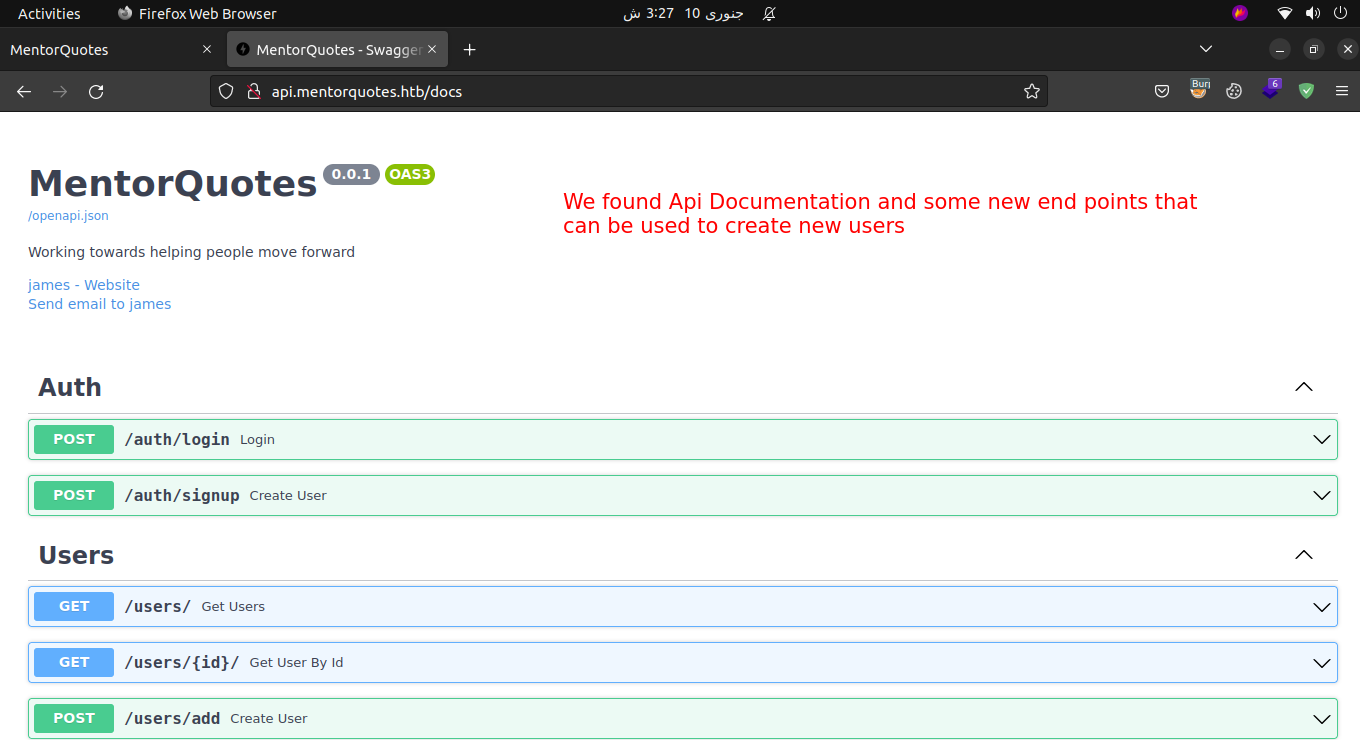 Activities Firefox Web Browser ش 3:27 10 جنوری
MentorQuotes MentorQuotes - Swagger
api.mentorquotes.htb/docs Burp 6
MentorQuotes 0.0.1 OAS3
/openapi.json
We found Api Documentation and some new end points that
can be used to create new users
Working towards helping people move forward
james - Website
Send email to james
Auth
POST /auth/login Login
POST /auth/signup Create User
Users
GET /users/ Get Users
GET /users/{id}/ Get User By Id
POST /users/add Create User